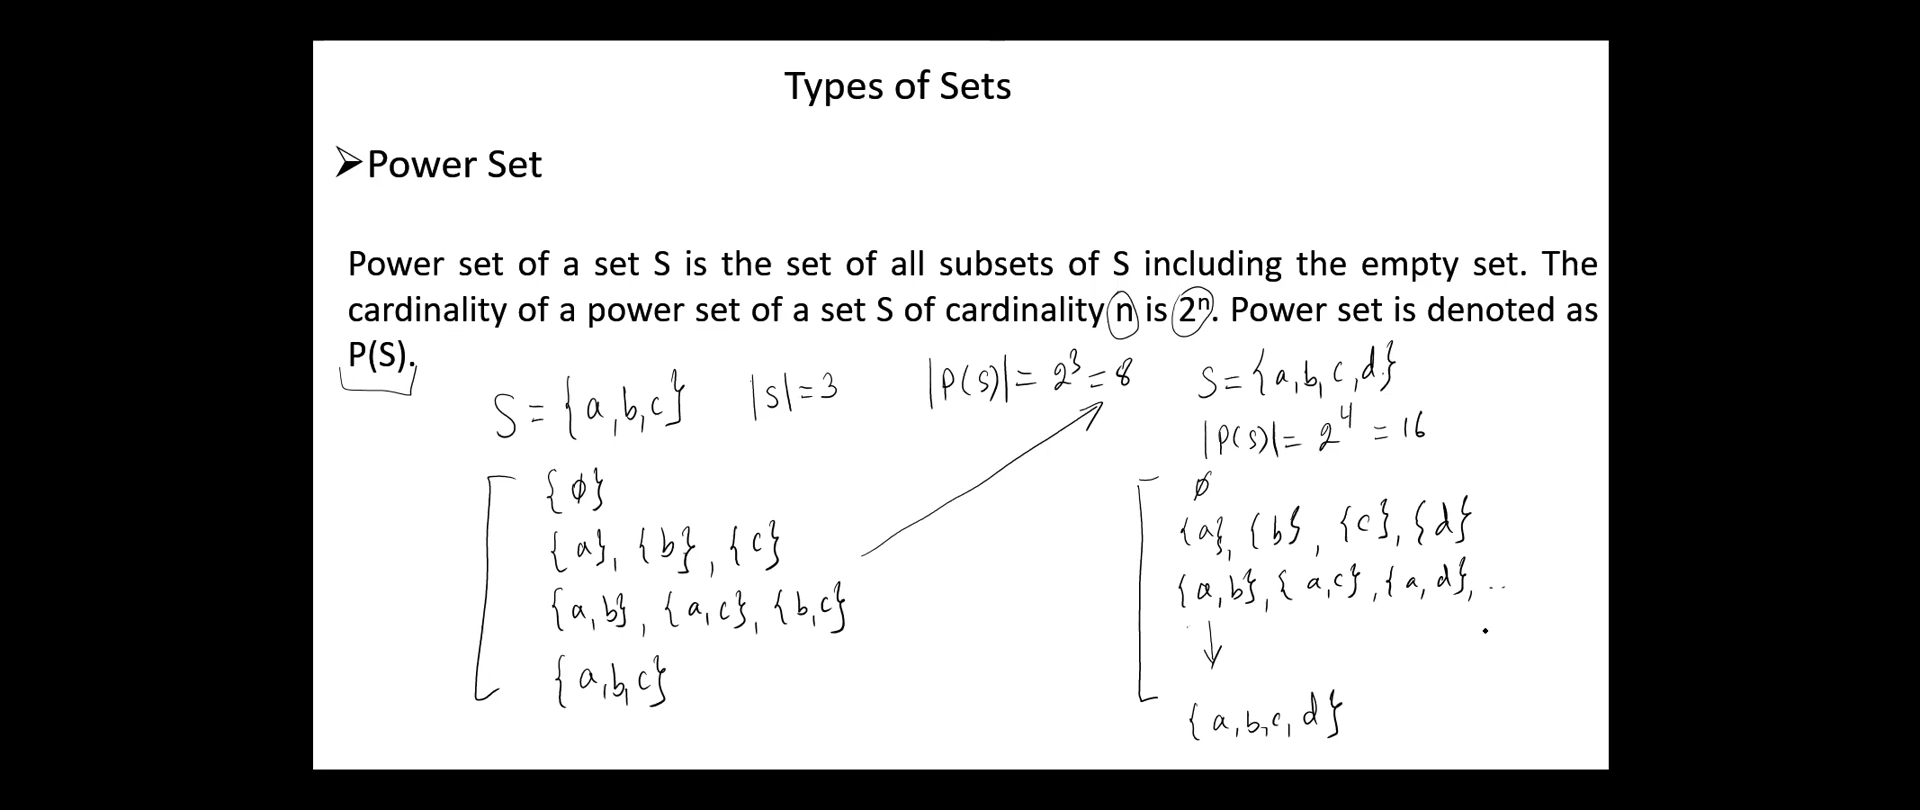 Types of Sets
➢Power Set
Power set of a set S is the set of all subsets of S including the empty set. The
cardinality of a power set of a set S of cardinality n is 2ⁿ. Power set is denoted as
P(S).
S = {a, b, c} |s| = 3 |P(s)| = 2³ = 8
{ϕ}
{a}, {b}, {c}
{a, b}, {a, c}, {b, c}
{a, b, c}
S = {a, b, c, d}
|P(s)| = 2⁴ = 16
ϕ
{a}, {b}, {c}, {d}
{a, b}, {a, c}, {a, d}, ..
{a, b, c, d}